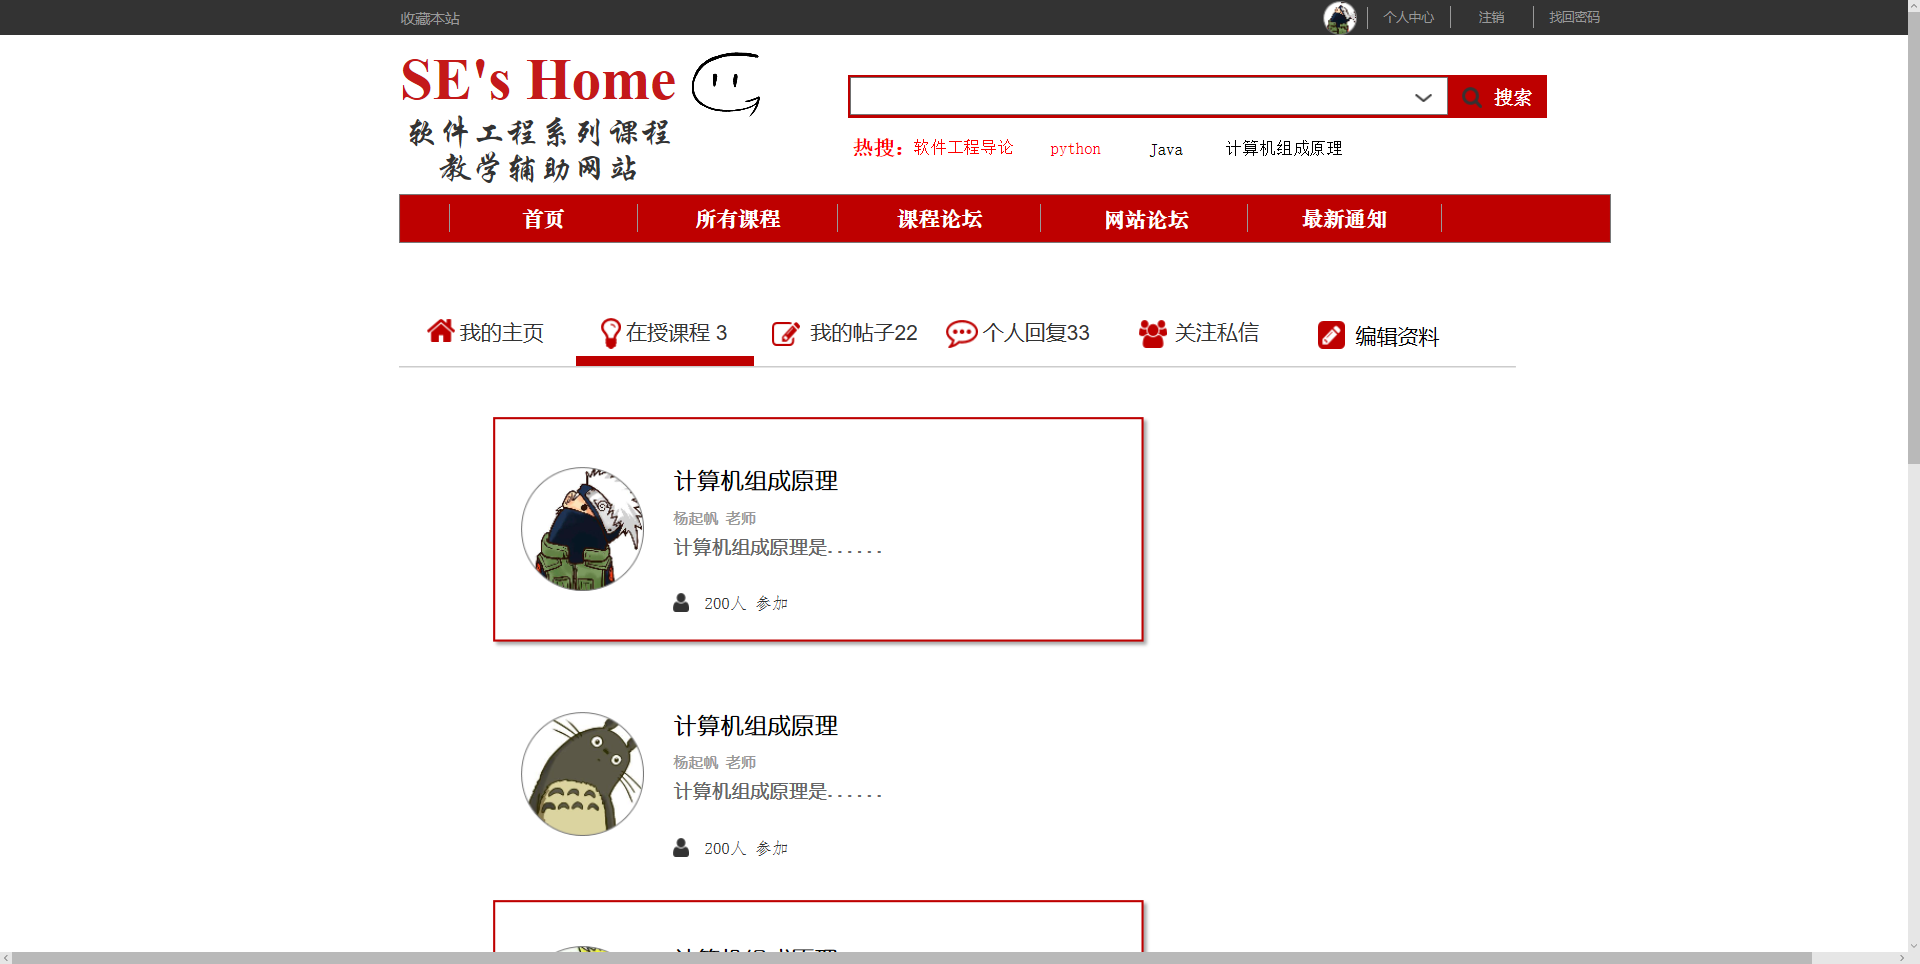 收藏本站
个人中心 注销 找回密码
SE's Home
软件工程系列课程
教学辅助网站
搜索
热搜：软件工程导论 python Java 计算机组成原理
首页 所有课程 课程论坛 网站论坛 最新通知
我的主页 在授课程 3 我的帖子22 个人回复33 关注私信 编辑资料
计算机组成原理
杨起帆 老师
计算机组成原理是......
200人 参加
计算机组成原理
杨起帆 老师
计算机组成原理是......
200人 参加